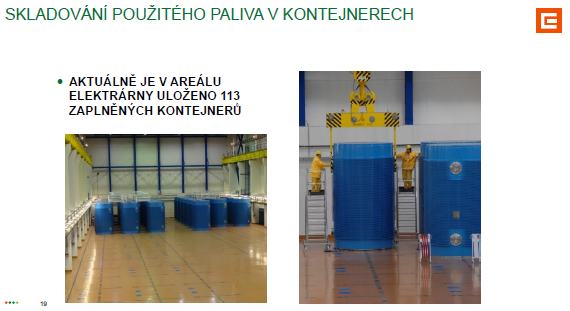 SKLADOVÁNÍ POUŽITÉHO PALIVA V KONTEJNERECH
• AKTUÁLNĚ JE V AREÁLU
ELEKTRÁRNY ULOŽENO 113
ZAPLNĚNÝCH KONTEJNERŮ
19